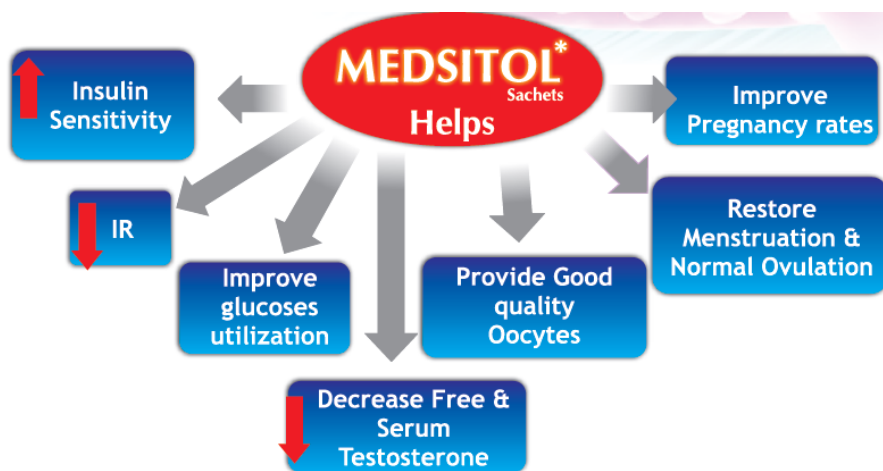 MEDSITOL*
Sachets
Helps
Insulin
Sensitivity
IR
Improve
glucoses
utilization
Decrease Free &
Serum
Testosterone
Provide Good
quality
Oocytes
Restore
Menstruation &
Normal Ovulation
Improve
Pregnancy rates